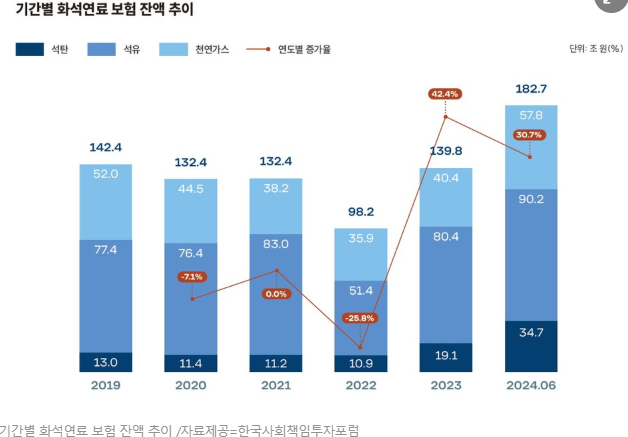 기간별 화석연료 보험 잔액 추이
석탄 석유 천연가스 연도별 증가율
단위: 조 원(%)
142.4 132.4 132.4 98.2 139.8 182.7
52.0 44.5 38.2 35.9 40.4 57.8
77.4 76.4 83.0 51.4 80.4 90.2
-7.1% 0.0% -25.8% 42.4% 30.7%
13.0 11.4 11.2 10.9 19.1 34.7
2019 2020 2021 2022 2023 2024.06
기간별 화석연료 보험 잔액 추이 /자료제공=한국사회책임투자포럼